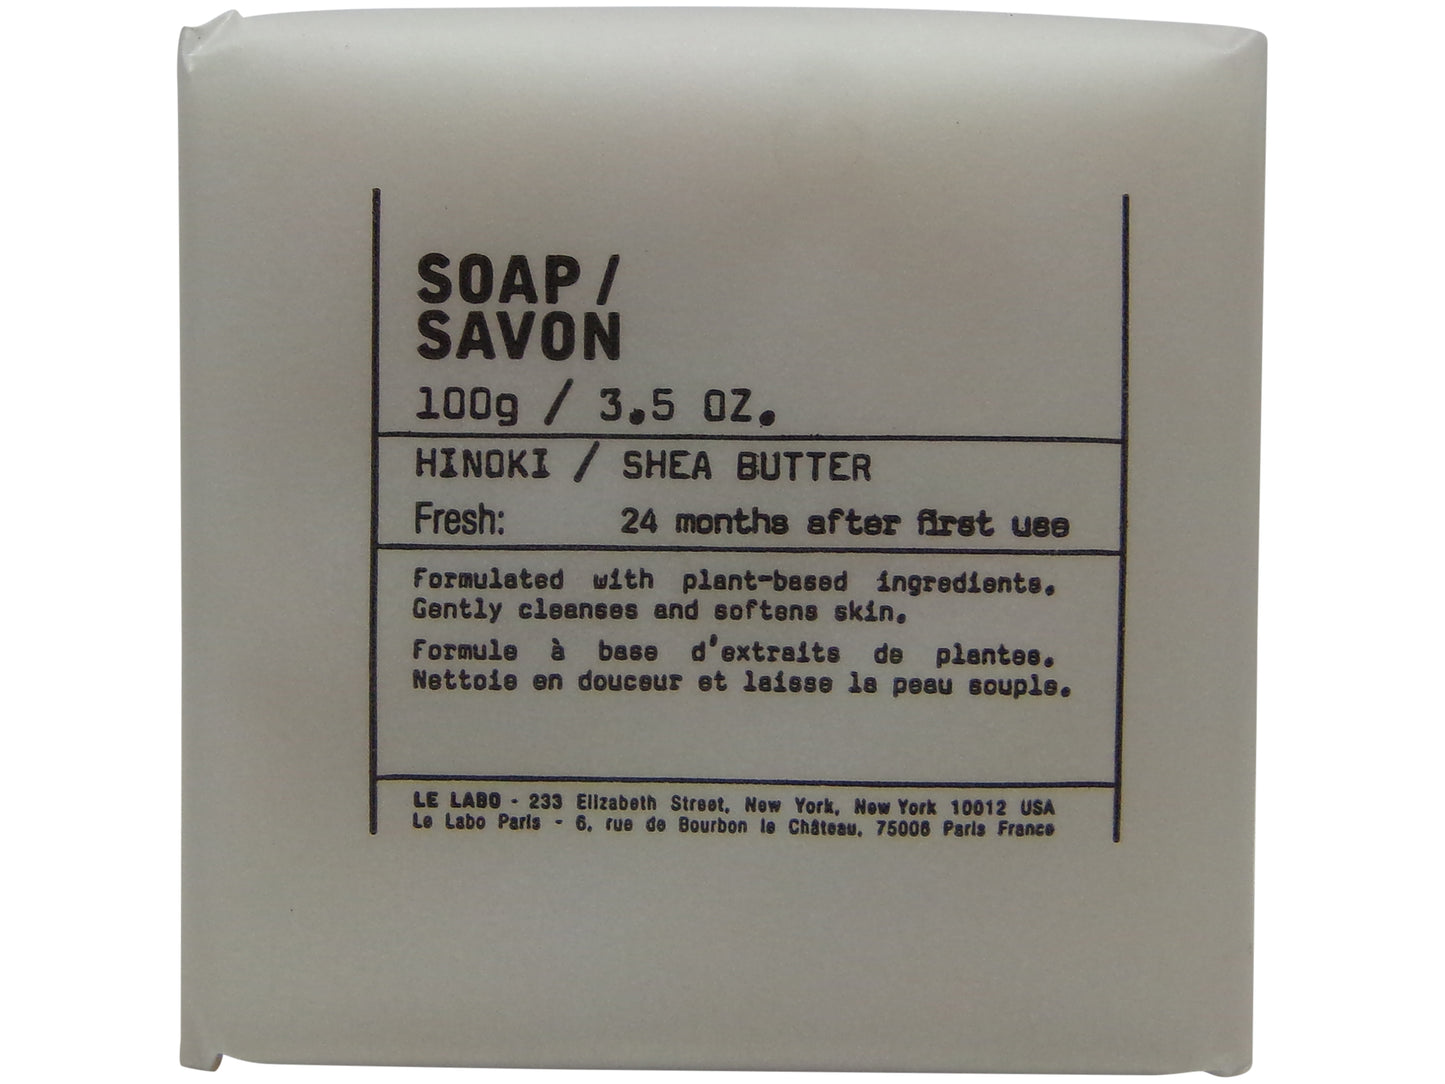 SOAP /
SAVON
100g / 3.5 OZ.
HINOKI / SHEA BUTTER
Fresh: 24 months after first use
Formulated with plant-based ingredients.
Gently cleanses and softens skin.
Formule à base d'extraits de plantes.
Nettoie en douceur et laisse la peau souple.
LE LABO - 233 Elizabeth Street, New York, New York 10012 USA
Le Labo Paris - 6, rue de Bourbon le Château, 75006 Paris France